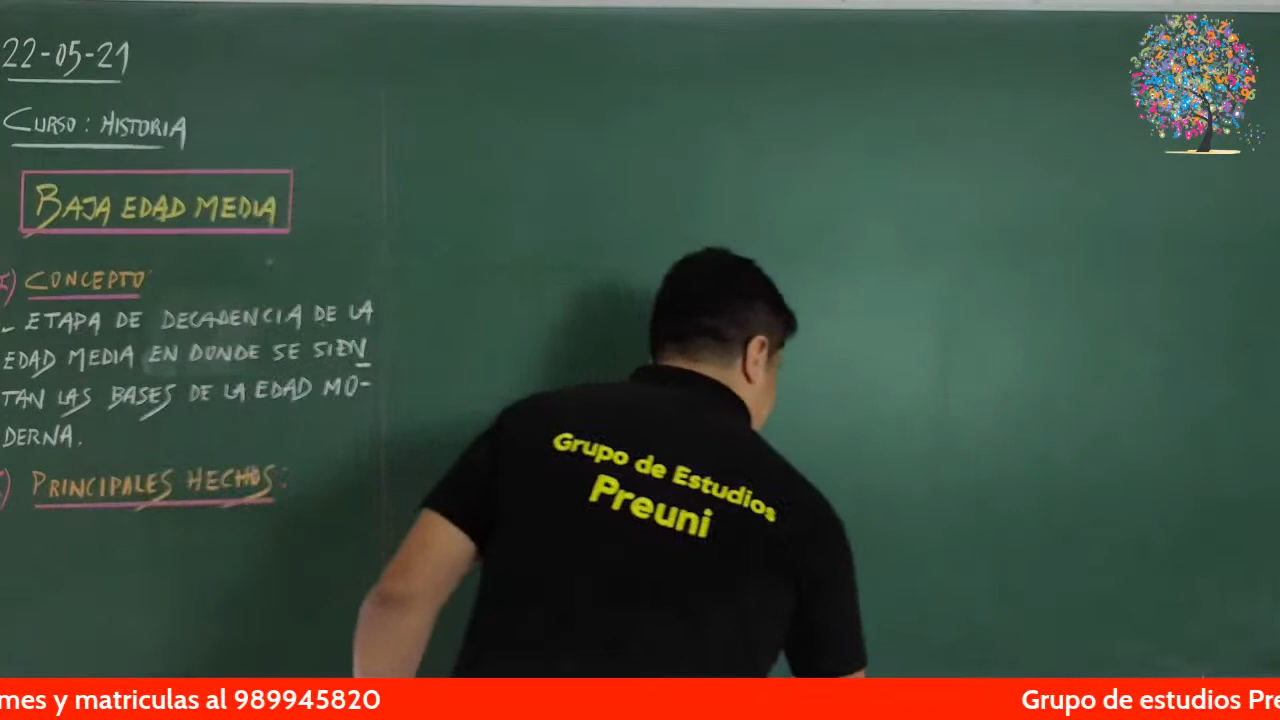 22-05-21
CURSO: HISTORIA
BAJA EDAD MEDIA
I) CONCEPTO
- ETAPA DE DECADENCIA DE LA
EDAD MEDIA EN DONDE SE SIEN
TAN LAS BASES DE LA EDAD MO-
DERNA.
) PRINCIPALES HECHOS:
Grupo de Estudios
Preuni
mes y matriculas al 989945820
Grupo de estudios Pre